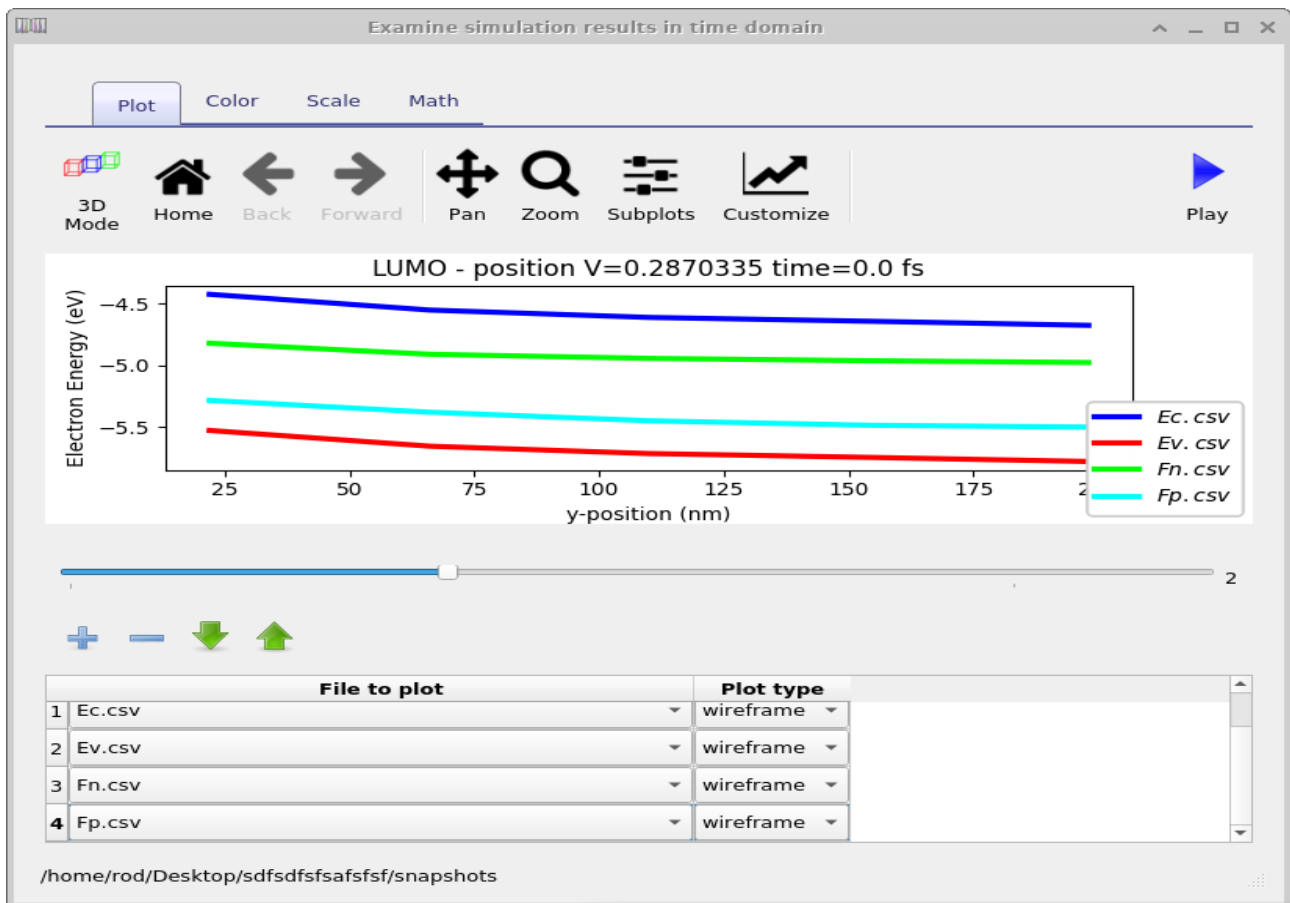 Examine simulation results in time domain
Plot Color Scale Math
3D Mode
Home
Back
Forward
Pan
Zoom
Subplots
Customize
Play
LUMO - position V=0.2870335 time=0.0 fs
Electron Energy (eV)
−4.5
−5.0
−5.5
25 50 75 100 125 150 175
y-position (nm)
Ec.csv
Ev.csv
Fn.csv
Fp.csv
2
File to plot Plot type
1 Ec.csv wireframe
2 Ev.csv wireframe
3 Fn.csv wireframe
4 Fp.csv wireframe
/home/rod/Desktop/sdfsdfsfsafsfsf/snapshots